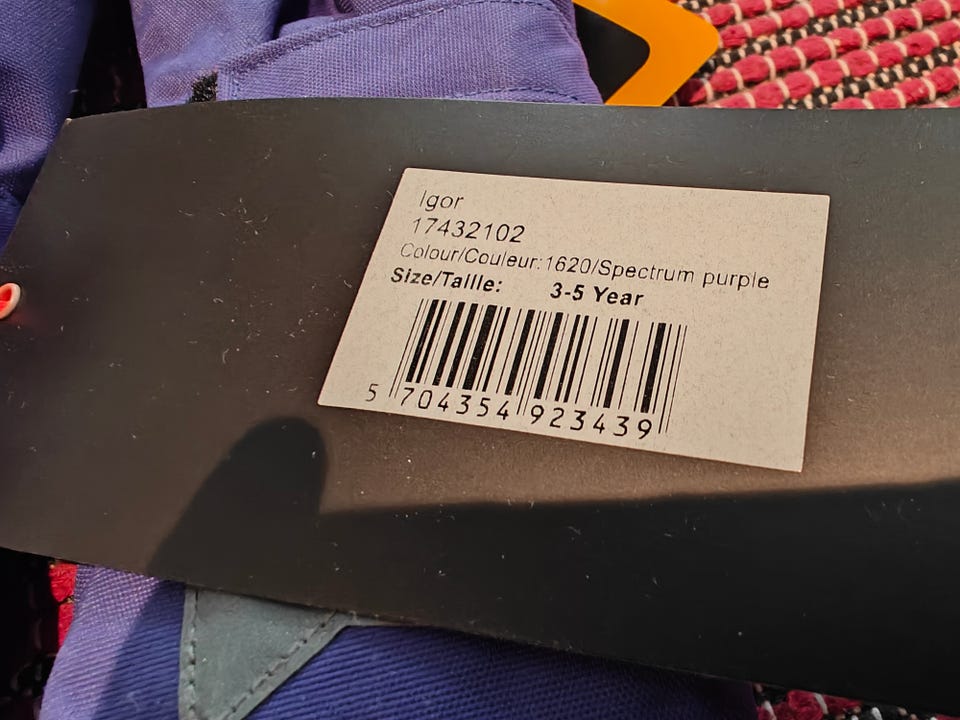 Igor
17432102
Colour/Couleur:1620/Spectrum purple
Size/Taille: 3-5 Year
5 704354 923439